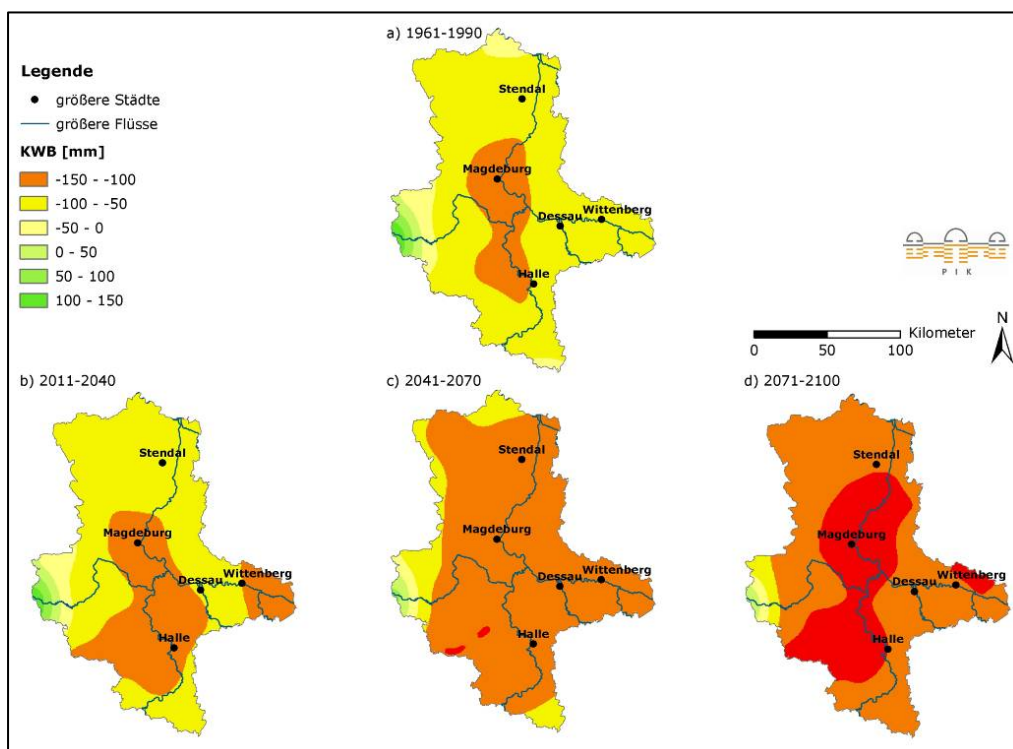 a) 1961-1990
Legende
größere Städte
größere Flüsse
KWB [mm]
-150 - -100
-100 - -50
-50 - 0
0 - 50
50 - 100
100 - 150
Stendal
Magdeburg
Dessau
Wittenberg
Halle
P I K
N
Kilometer
0 50 100
b) 2011-2040
Stendal
Magdeburg
Dessau
Wittenberg
Halle
c) 2041-2070
Stendal
Magdeburg
Dessau
Wittenberg
Halle
d) 2071-2100
Stendal
Magdeburg
Dessau
Wittenberg
Halle